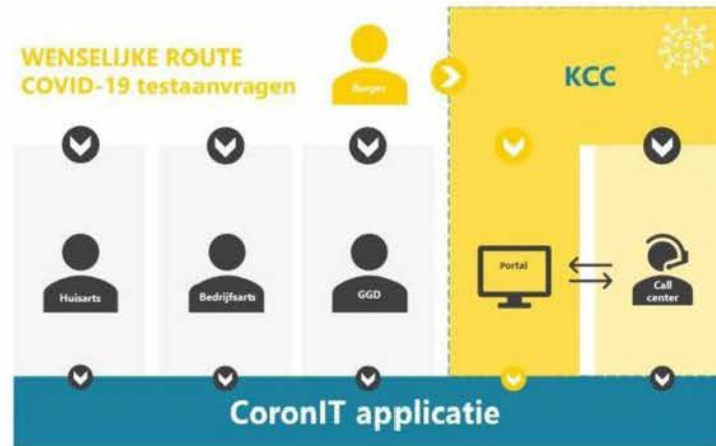 WENSELIJKE ROUTE
COVID-19 testaanvragen
Burger
KCC
Huisarts
Bedrijfsarts
GGD
Portal
Call
center
CoronIT applicatie